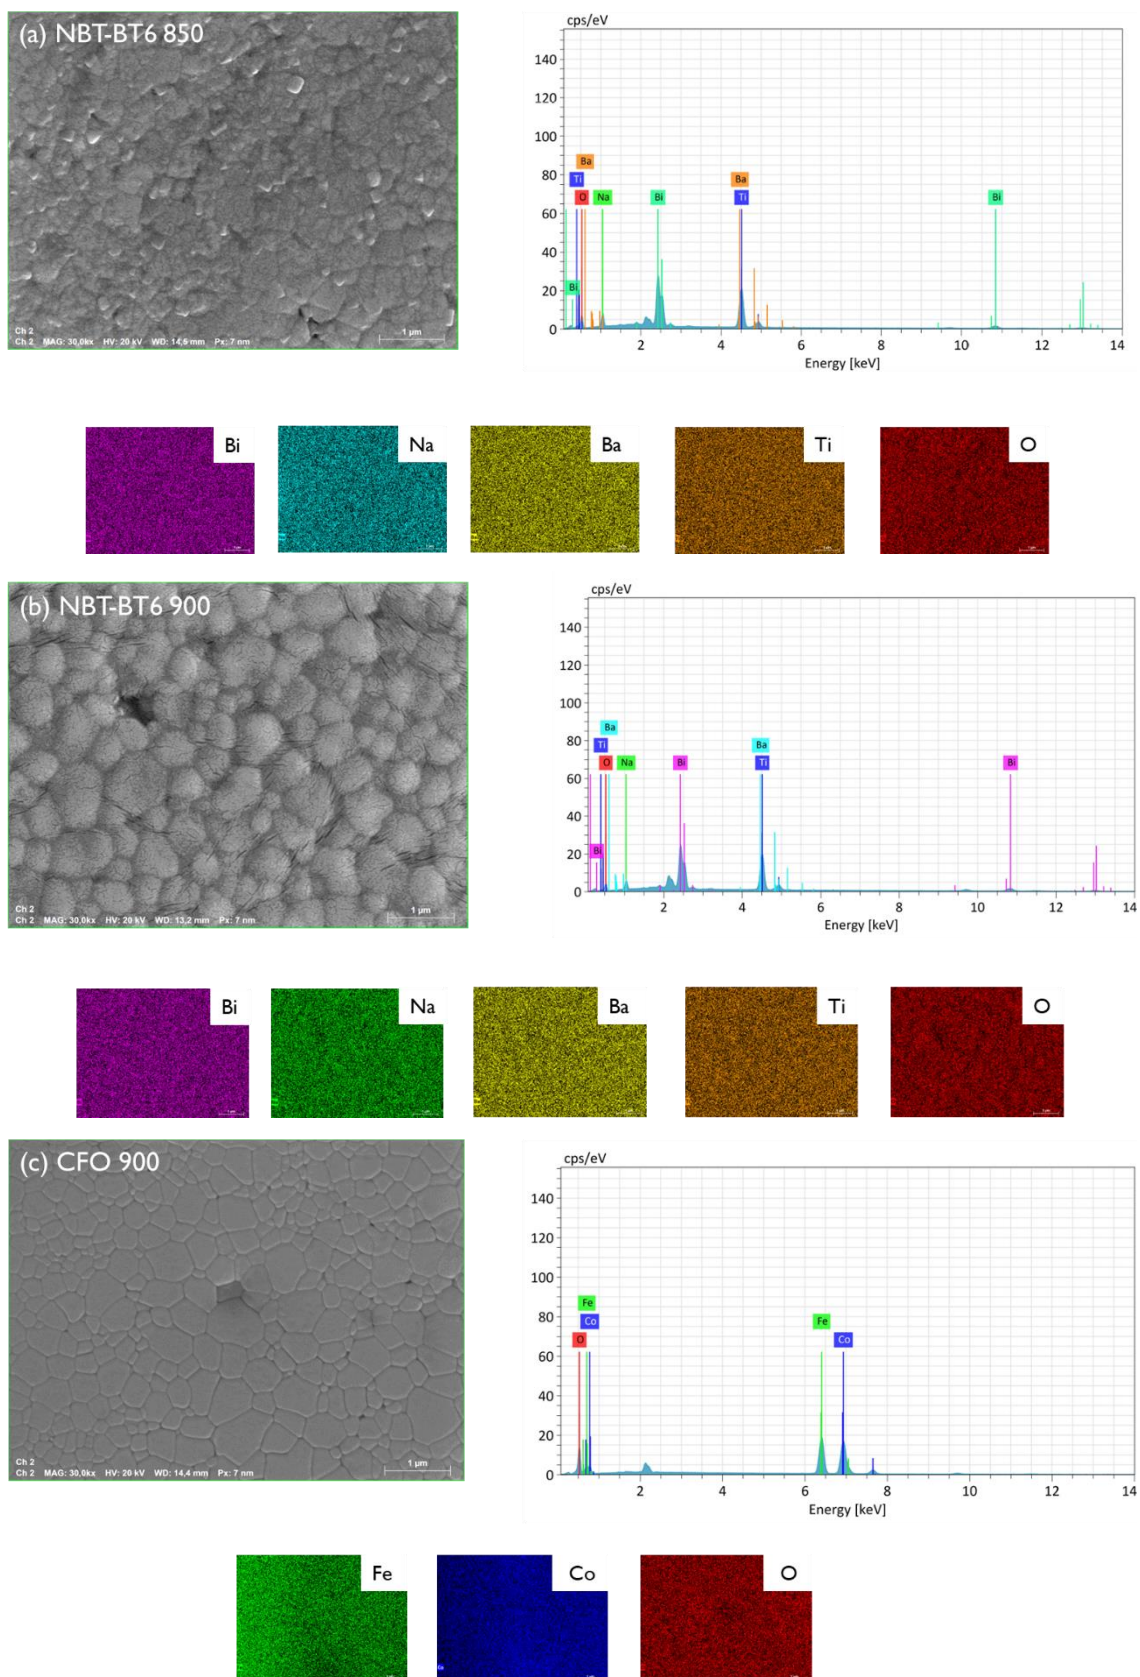 (a) NBT-BT6 850
Ch 2
Ch 2 MAG: 30,0kx HV: 20 kV WD: 14,6 mm Px: 7 nm
1 µm
cps/eV
140
120
100
80
60
40
20
0
Ba
Ti
O
Na
Bi
Bi
Ba
Ti
Bi
2 4 6 8 10 12 14
Energy [keV]
Bi
Na
Ba
Ti
O
(b) NBT-BT6 900
Ch 2
Ch 2 MAG: 30,0kx HV: 20 kV WD: 13,2 mm Px: 7 nm
1 µm
cps/eV
140
120
100
80
60
40
20
0
Ba
Ti
O
Na
Bi
Bi
Ba
Ti
Bi
2 4 6 8 10 12 14
Energy [keV]
Bi
Na
Ba
Ti
O
(c) CFO 900
Ch 2
Ch 2 MAG: 30,0kx HV: 20 kV WD: 14,4 mm Px: 7 nm
1 µm
cps/eV
140
120
100
80
60
40
20
0
Fe
Co
O
Fe
Co
2 4 6 8 10 12 14
Energy [keV]
Fe
Co
O